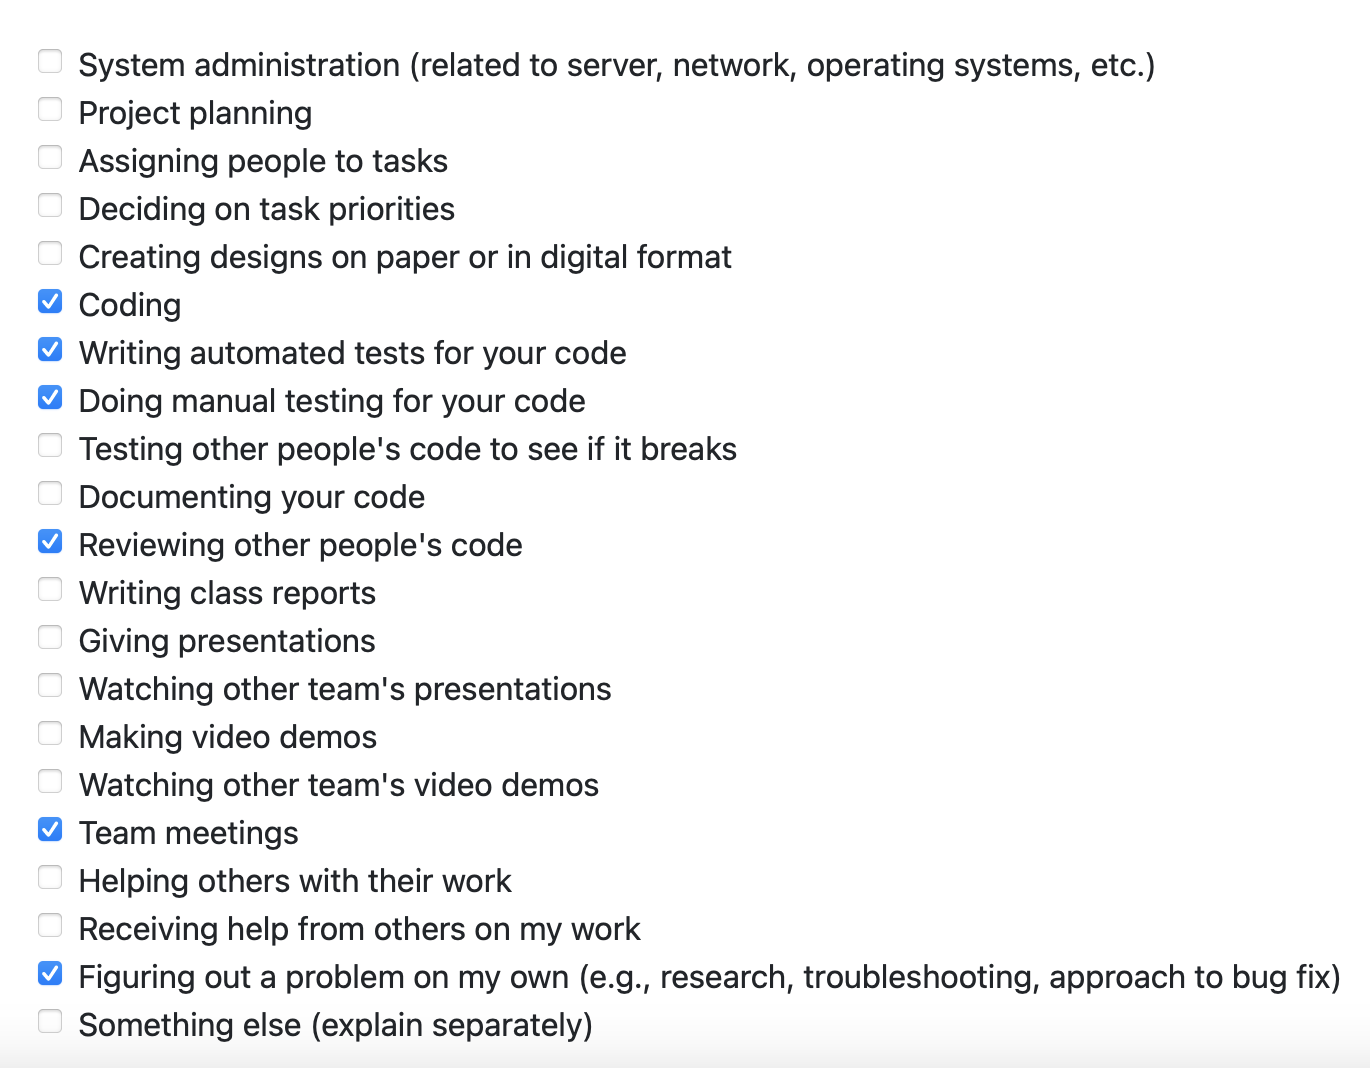 System administration (related to server, network, operating systems, etc.)
Project planning
Assigning people to tasks
Deciding on task priorities
Creating designs on paper or in digital format
Coding
Writing automated tests for your code
Doing manual testing for your code
Testing other people's code to see if it breaks
Documenting your code
Reviewing other people's code
Writing class reports
Giving presentations
Watching other team's presentations
Making video demos
Watching other team's video demos
Team meetings
Helping others with their work
Receiving help from others on my work
Figuring out a problem on my own (e.g., research, troubleshooting, approach to bug fix)
Something else (explain separately)